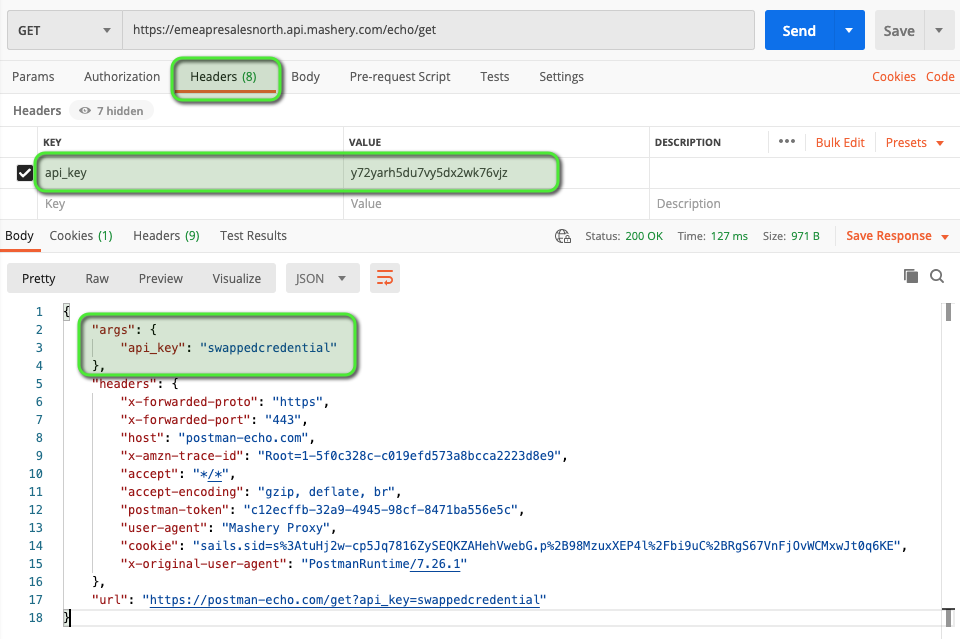 GET https://emeapresalesnorth.api.mashery.com/echo/get Send Save
Params Authorization Headers (8) Body Pre-request Script Tests Settings Cookies Code
Headers 7 hidden
KEY VALUE DESCRIPTION ••• Bulk Edit Presets
api_key y72yarh5du7vy5dx2wk76vjz
Key Value Description
Body Cookies (1) Headers (9) Test Results Status: 200 OK Time: 127 ms Size: 971 B Save Response
Pretty Raw Preview Visualize JSON
1 {
2 "args": {
3 "api_key": "swappedcredential"
4 },
5 "headers": {
6 "x-forwarded-proto": "https",
7 "x-forwarded-port": "443",
8 "host": "postman-echo.com",
9 "x-amzn-trace-id": "Root=1-5f0c328c-c019efd573a8bcca2223d8e9",
10 "accept": "*/*",
11 "accept-encoding": "gzip, deflate, br",
12 "postman-token": "c12ecffb-32a9-4945-98cf-8471ba556e5c",
13 "user-agent": "Mashery Proxy",
14 "cookie": "sails.sid=s%3AtuHj2w-cp5Jq7816ZySEQKZAHehVwebG.p%2B98MzuxXEP4l%2Fbi9uC%2BRgS67VnFjOvWCMxwJt0q6KE",
15 "x-original-user-agent": "PostmanRuntime/7.26.1"
16 },
17 "url": "https://postman-echo.com/get?api_key=swappedcredential"
18 }